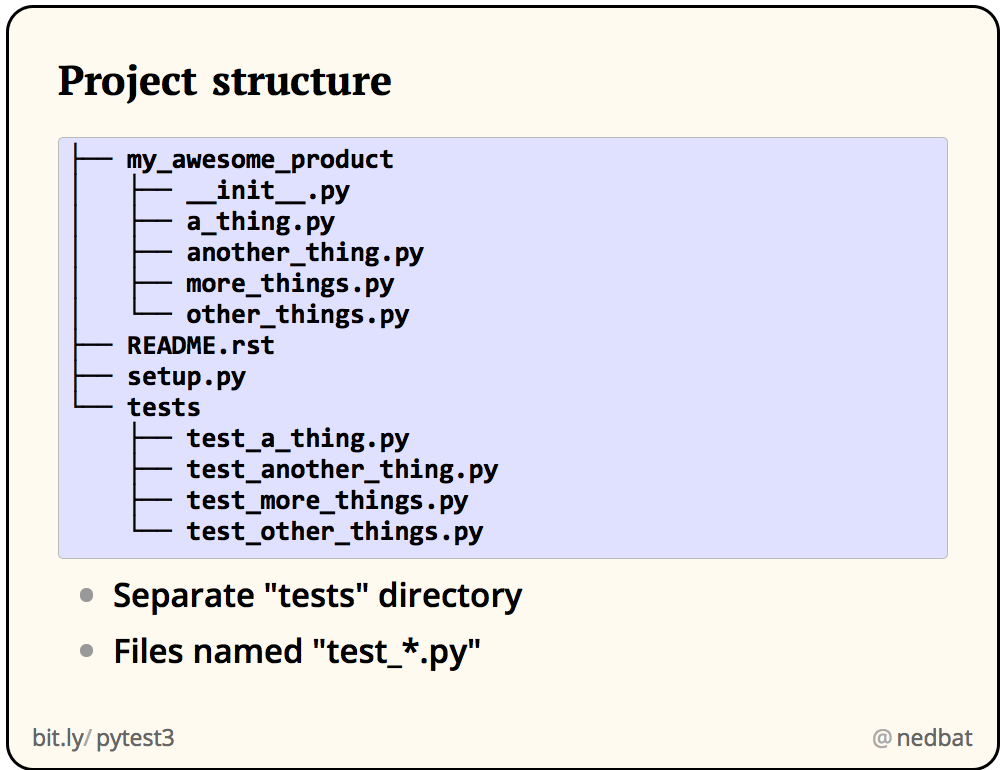 Project structure
├── my_awesome_product
│   ├── __init__.py
│   ├── a_thing.py
│   ├── another_thing.py
│   ├── more_things.py
│   └── other_things.py
├── README.rst
├── setup.py
└── tests
    ├── test_a_thing.py
    ├── test_another_thing.py
    ├── test_more_things.py
    └── test_other_things.py
• Separate "tests" directory
• Files named "test_*.py"
bit.ly/pytest3
@nedbat